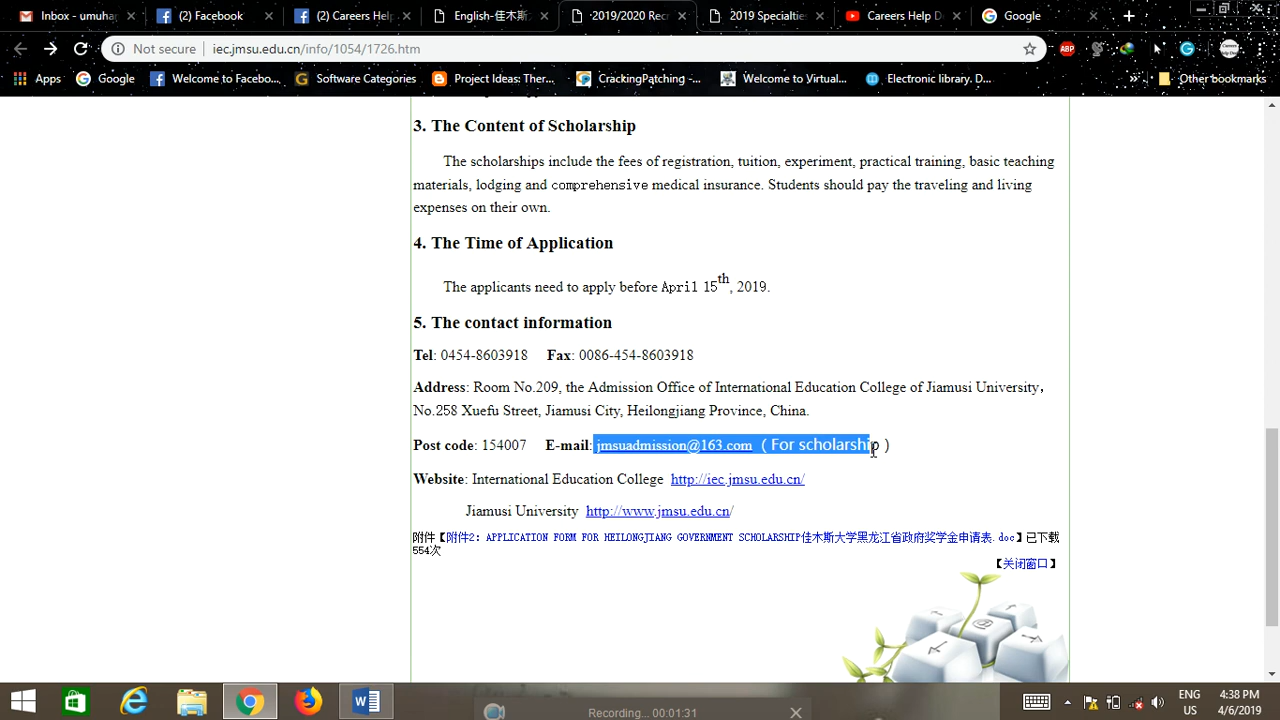 Inbox - umuha
(2) Facebook
(2) Careers Help
English-佳木斯
2019/2020 Recr
2019 Specialties
Careers Help D
Google
Not secure iec.jmsu.edu.cn/info/1054/1726.htm
ABP
Apps Google Welcome to Facebo... Software Categories Project Ideas: Ther... CrackingPatching -... Welcome to Virtual... Electronic library. D... » Other bookmarks
3. The Content of Scholarship
The scholarships include the fees of registration, tuition, experiment, practical training, basic teaching
materials, lodging and comprehensive medical insurance. Students should pay the traveling and living
expenses on their own.
4. The Time of Application
The applicants need to apply before April 15th, 2019.
5. The contact information
Tel: 0454-8603918 Fax: 0086-454-8603918
Address: Room No.209, the Admission Office of International Education College of Jiamusi University，
No.258 Xuefu Street, Jiamusi City, Heilongjiang Province, China.
Post code: 154007 E-mail: jmsuadmission@163.com（For scholarship）
Website: International Education College http://iec.jmsu.edu.cn/
Jiamusi University http://www.jmsu.edu.cn/
附件【附件2：APPLICATION FORM FOR HEILONGJIANG GOVERNMENT SCHOLARSHIP佳木斯大学黑龙江省政府奖学金申请表.doc】已下载
554次
【关闭窗口】
ENG 4:38 PM
US 4/6/2019
Recording... 00:01:31